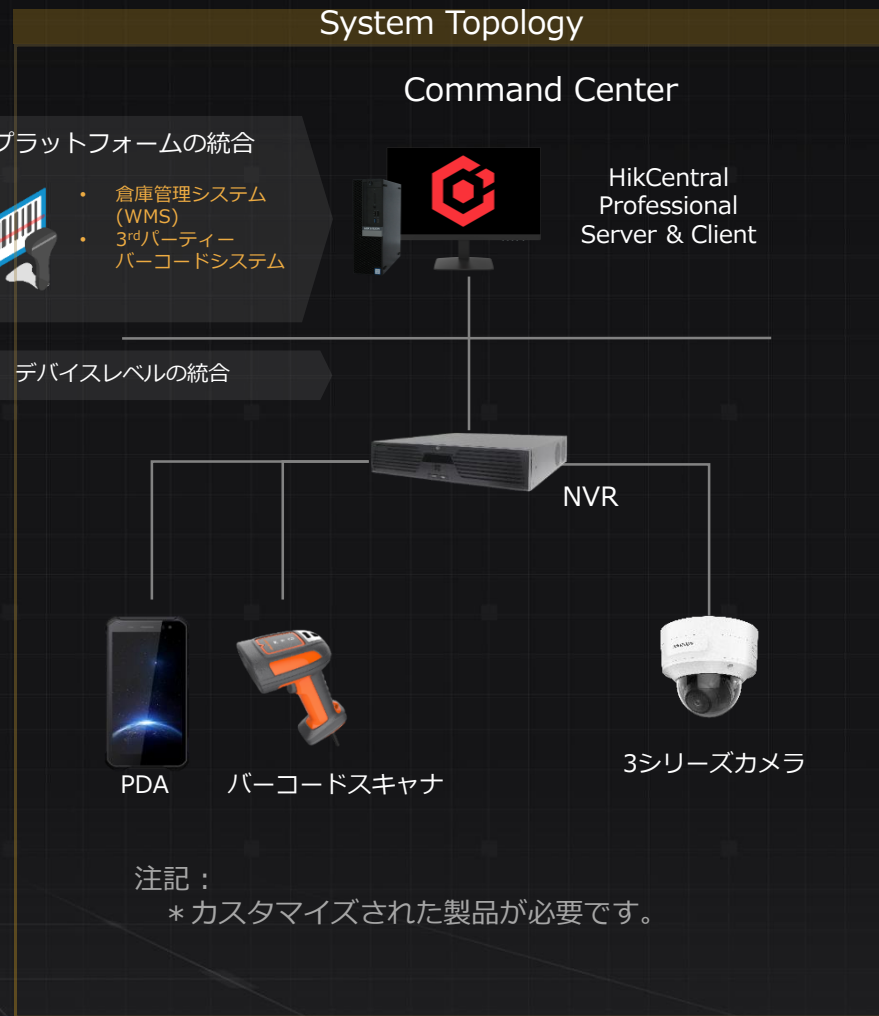 System Topology
Command Center
プラットフォームの統合
• 倉庫管理システム
(WMS)
• 3rdパーティー
バーコードシステム
HikCentral
Professional
Server & Client
デバイスレベルの統合
NVR
PDA
バーコードスキャナ
3シリーズカメラ
注記：
＊カスタマイズされた製品が必要です。